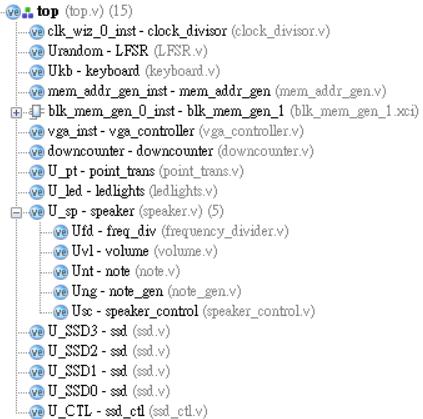 top (top.v) (15)
clk_wiz_0_inst - clock_divisor (clock_divisor.v)
Urandom - LFSR (LFSR.v)
Ukb - keyboard (keyboard.v)
mem_addr_gen_inst - mem_addr_gen (mem_addr_gen.v)
blk_mem_gen_0_inst - blk_mem_gen_1 (blk_mem_gen_1.xci)
vga_inst - vga_controller (vga_controller.v)
downcounter - downcounter (downcounter.v)
U_pt - point_trans (point_trans.v)
U_led - ledlights (ledlights.v)
U_sp - speaker (speaker.v) (5)
Ufd - freq_div (frequency_divider.v)
Uvl - volume (volume.v)
Unt - note (note.v)
Ung - note_gen (note_gen.v)
Usc - speaker_control (speaker_control.v)
U_SSD3 - ssd (ssd.v)
U_SSD2 - ssd (ssd.v)
U_SSD1 - ssd (ssd.v)
U_SSD0 - ssd (ssd.v)
U_CTL - ssd_ctl (ssd_ctl.v)